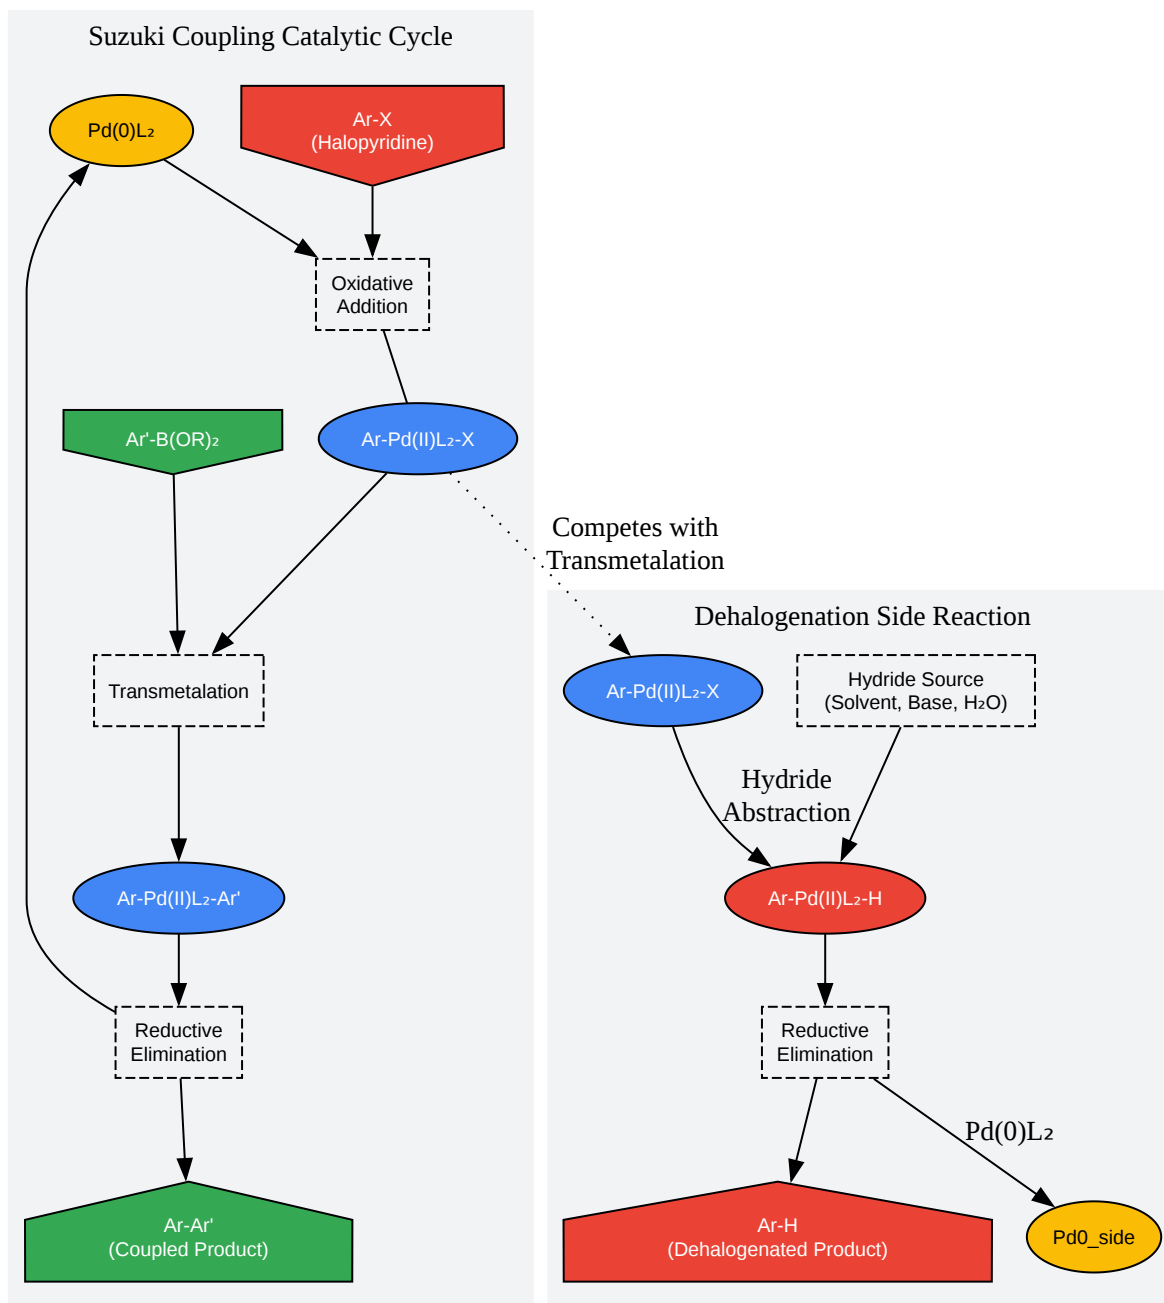 Suzuki Coupling Catalytic Cycle
Pd(0)L₂
Ar-X
(Halopyridine)
Oxidative
Addition
Ar'-B(OR)₂
Ar-Pd(II)L₂-X
Transmetalation
Ar-Pd(II)L₂-Ar'
Reductive
Elimination
Ar-Ar'
(Coupled Product)
Competes with
Transmetalation
Dehalogenation Side Reaction
Ar-Pd(II)L₂-X
Hydride Source
(Solvent, Base, H₂O)
Hydride
Abstraction
Ar-Pd(II)L₂-H
Reductive
Elimination
Pd(0)L₂
Ar-H
(Dehalogenated Product)
Pd0_side